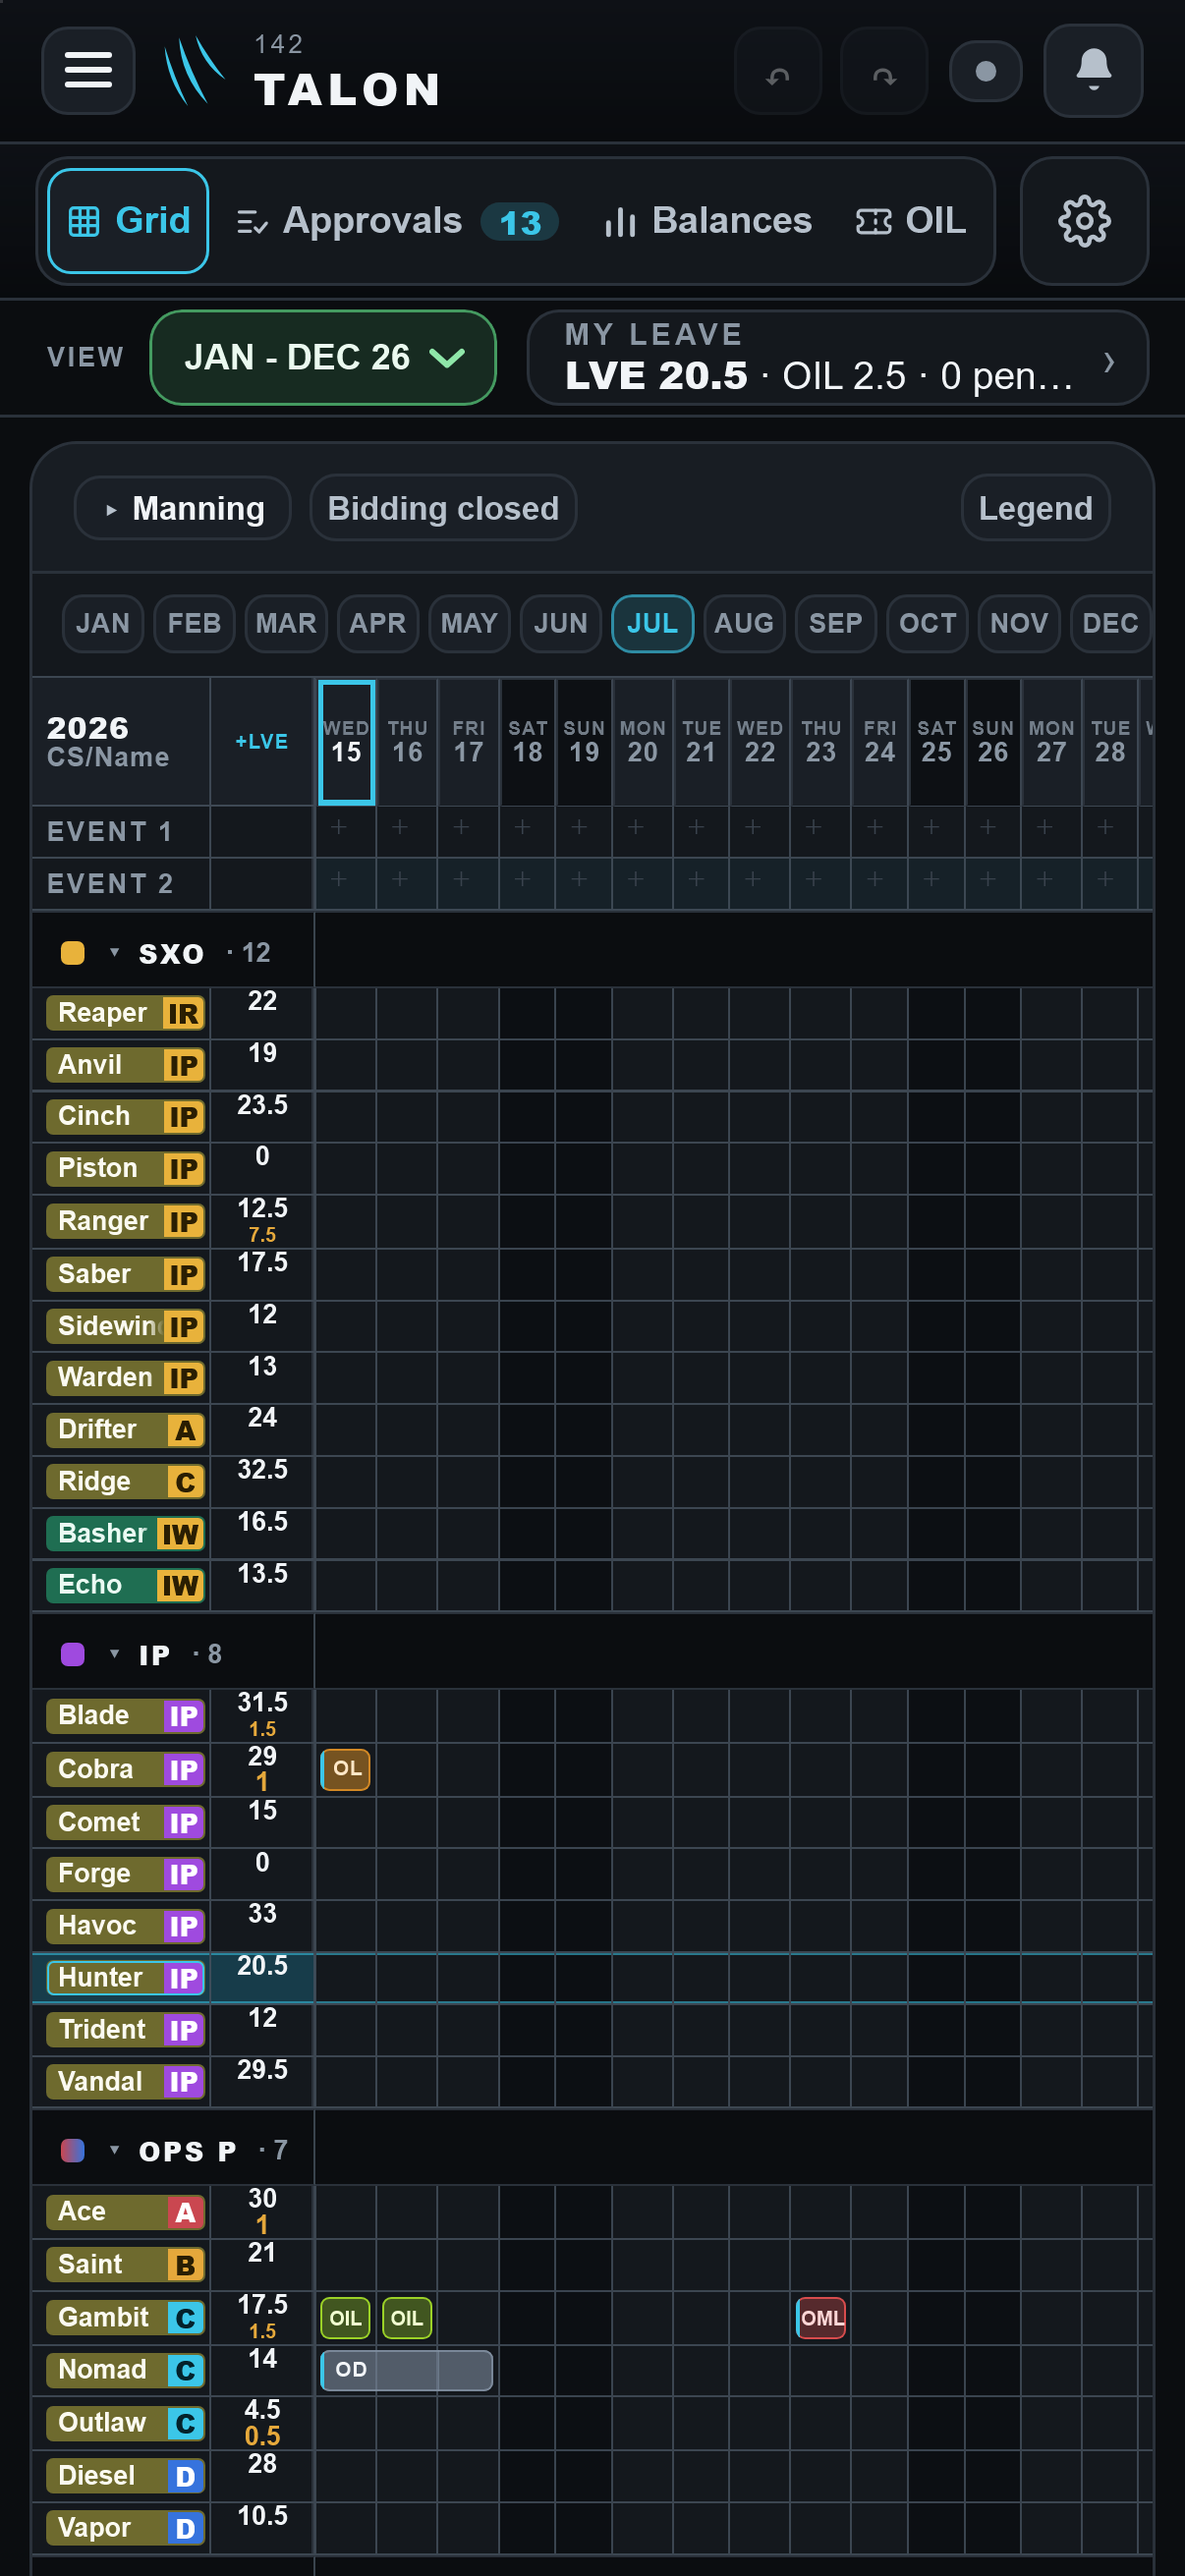 142
TALON
Grid Approvals 13 Balances OIL
VIEW JAN - DEC 26 MY LEAVE
LVE 20.5 · OIL 2.5 · 0 pen… ›
Manning Bidding closed Legend
JAN FEB MAR APR MAY JUN JUL AUG SEP OCT NOV DEC
2026
CS/Name
+LVE
WED THU FRI SAT SUN MON TUE WED THU FRI SAT SUN MON TUE
15 16 17 18 19 20 21 22 23 24 25 26 27 28
EVENT 1 + + + + + + + + + + + + + +
EVENT 2 + + + + + + + + + + + + + +
SXO · 12
Reaper IR 22
Anvil IP 19
Cinch IP 23.5
Piston IP 0
Ranger IP 12.5
7.5
Saber IP 17.5
Sidewin IP 12
Warden IP 13
Drifter A 24
Ridge C 32.5
Basher IW 16.5
Echo IW 13.5
IP · 8
Blade IP 31.5
1.5
Cobra IP 29 OL
1
Comet IP 15
Forge IP 0
Havoc IP 33
Hunter IP 20.5
Trident IP 12
Vandal IP 29.5
OPS P · 7
Ace A 30
1
Saint B 21
Gambit C 17.5 OIL OIL OML
1.5
Nomad C 14 OD
Outlaw C 4.5
0.5
Diesel D 28
Vapor D 10.5